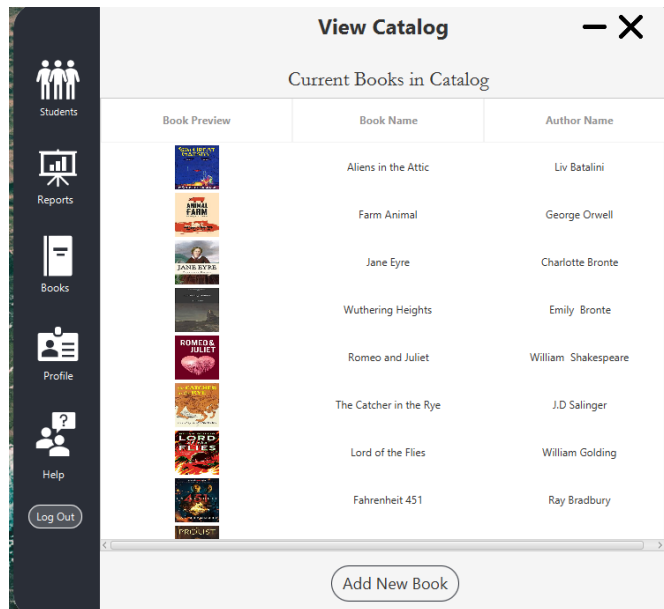 View Catalog
Current Books in Catalog
Students
Reports
Books
Profile
Help
Log Out
Book Preview Book Name Author Name
Aliens in the Attic Liv Batalini
ANIMAL
FARM
Farm Animal George Orwell
JANE EYRE
Jane Eyre Charlotte Bronte
Wuthering Heights Emily Bronte
ROMEO &
JULIET
Romeo and Juliet William Shakespeare
The Catcher in the Rye J.D Salinger
LORD
FLIES
Lord of the Flies William Golding
Fahrenheit 451 Ray Bradbury
PROUST
Add New Book